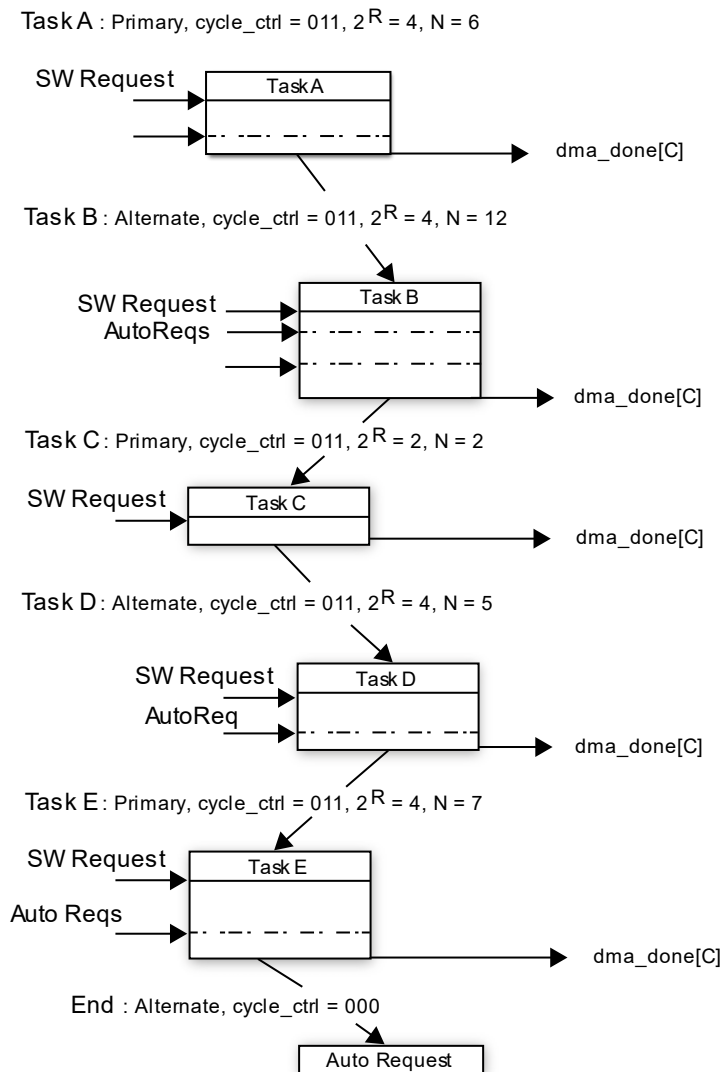 Task A : Primary, cycle_ctrl = 011, 2R = 4, N = 6
SW Request
Task A
dma_done[C]
Task B : Alternate, cycle_ctrl = 011, 2R = 4, N = 12
Task B
SW Request
AutoReqs
dma_done[C]
Task C : Primary, cycle_ctrl = 011, 2R = 2, N = 2
SW Request
Task C
dma_done[C]
Task D : Alternate, cycle_ctrl = 011, 2R = 4, N = 5
SW Request
Task D
AutoReq
dma_done[C]
Task E : Primary, cycle_ctrl = 011, 2R = 4, N = 7
SW Request
Task E
Auto Reqs
dma_done[C]
End : Alternate, cycle_ctrl = 000
Auto Request